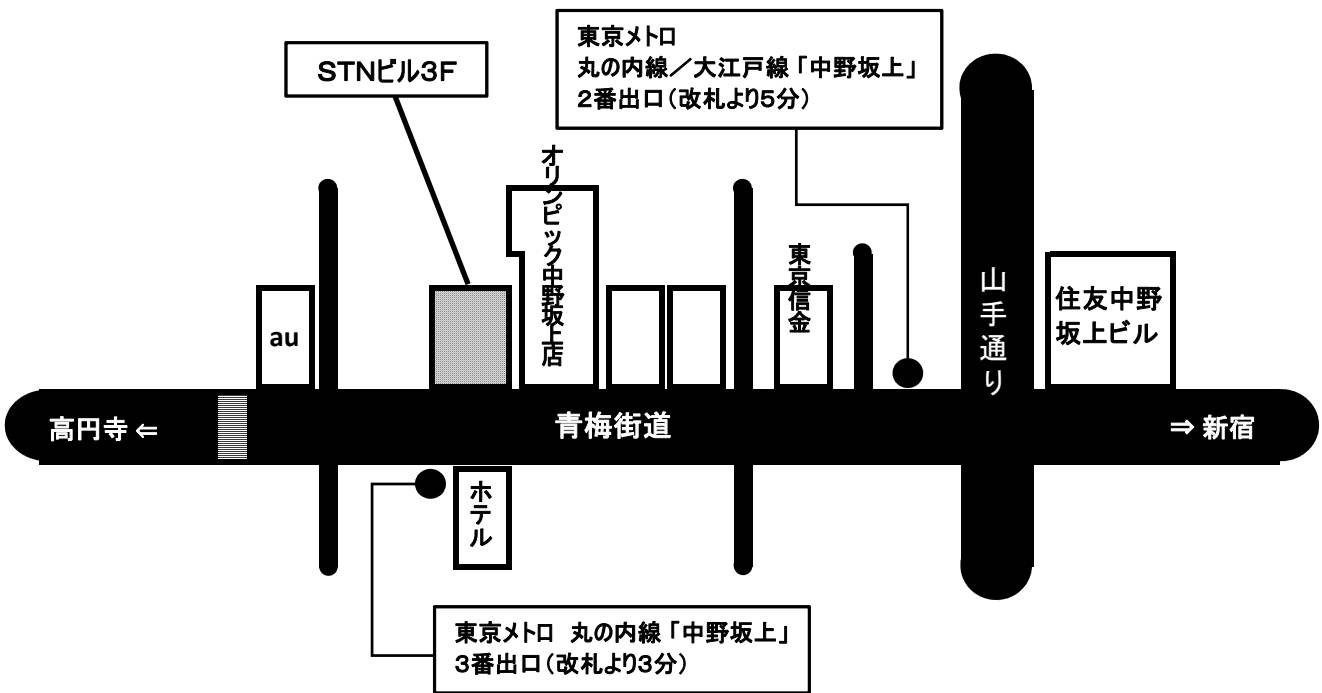 東京メトロ
丸の内線/大江戸線「中野坂上」
2番出口(改札より5分)
STNビル3F
オリンピック中野坂上店
東京信金
山手通り
住友中野
坂上ビル
au
高円寺 ⇐
青梅街道
⇒ 新宿
ホテル
東京メトロ 丸の内線「中野坂上」
3番出口(改札より3分)